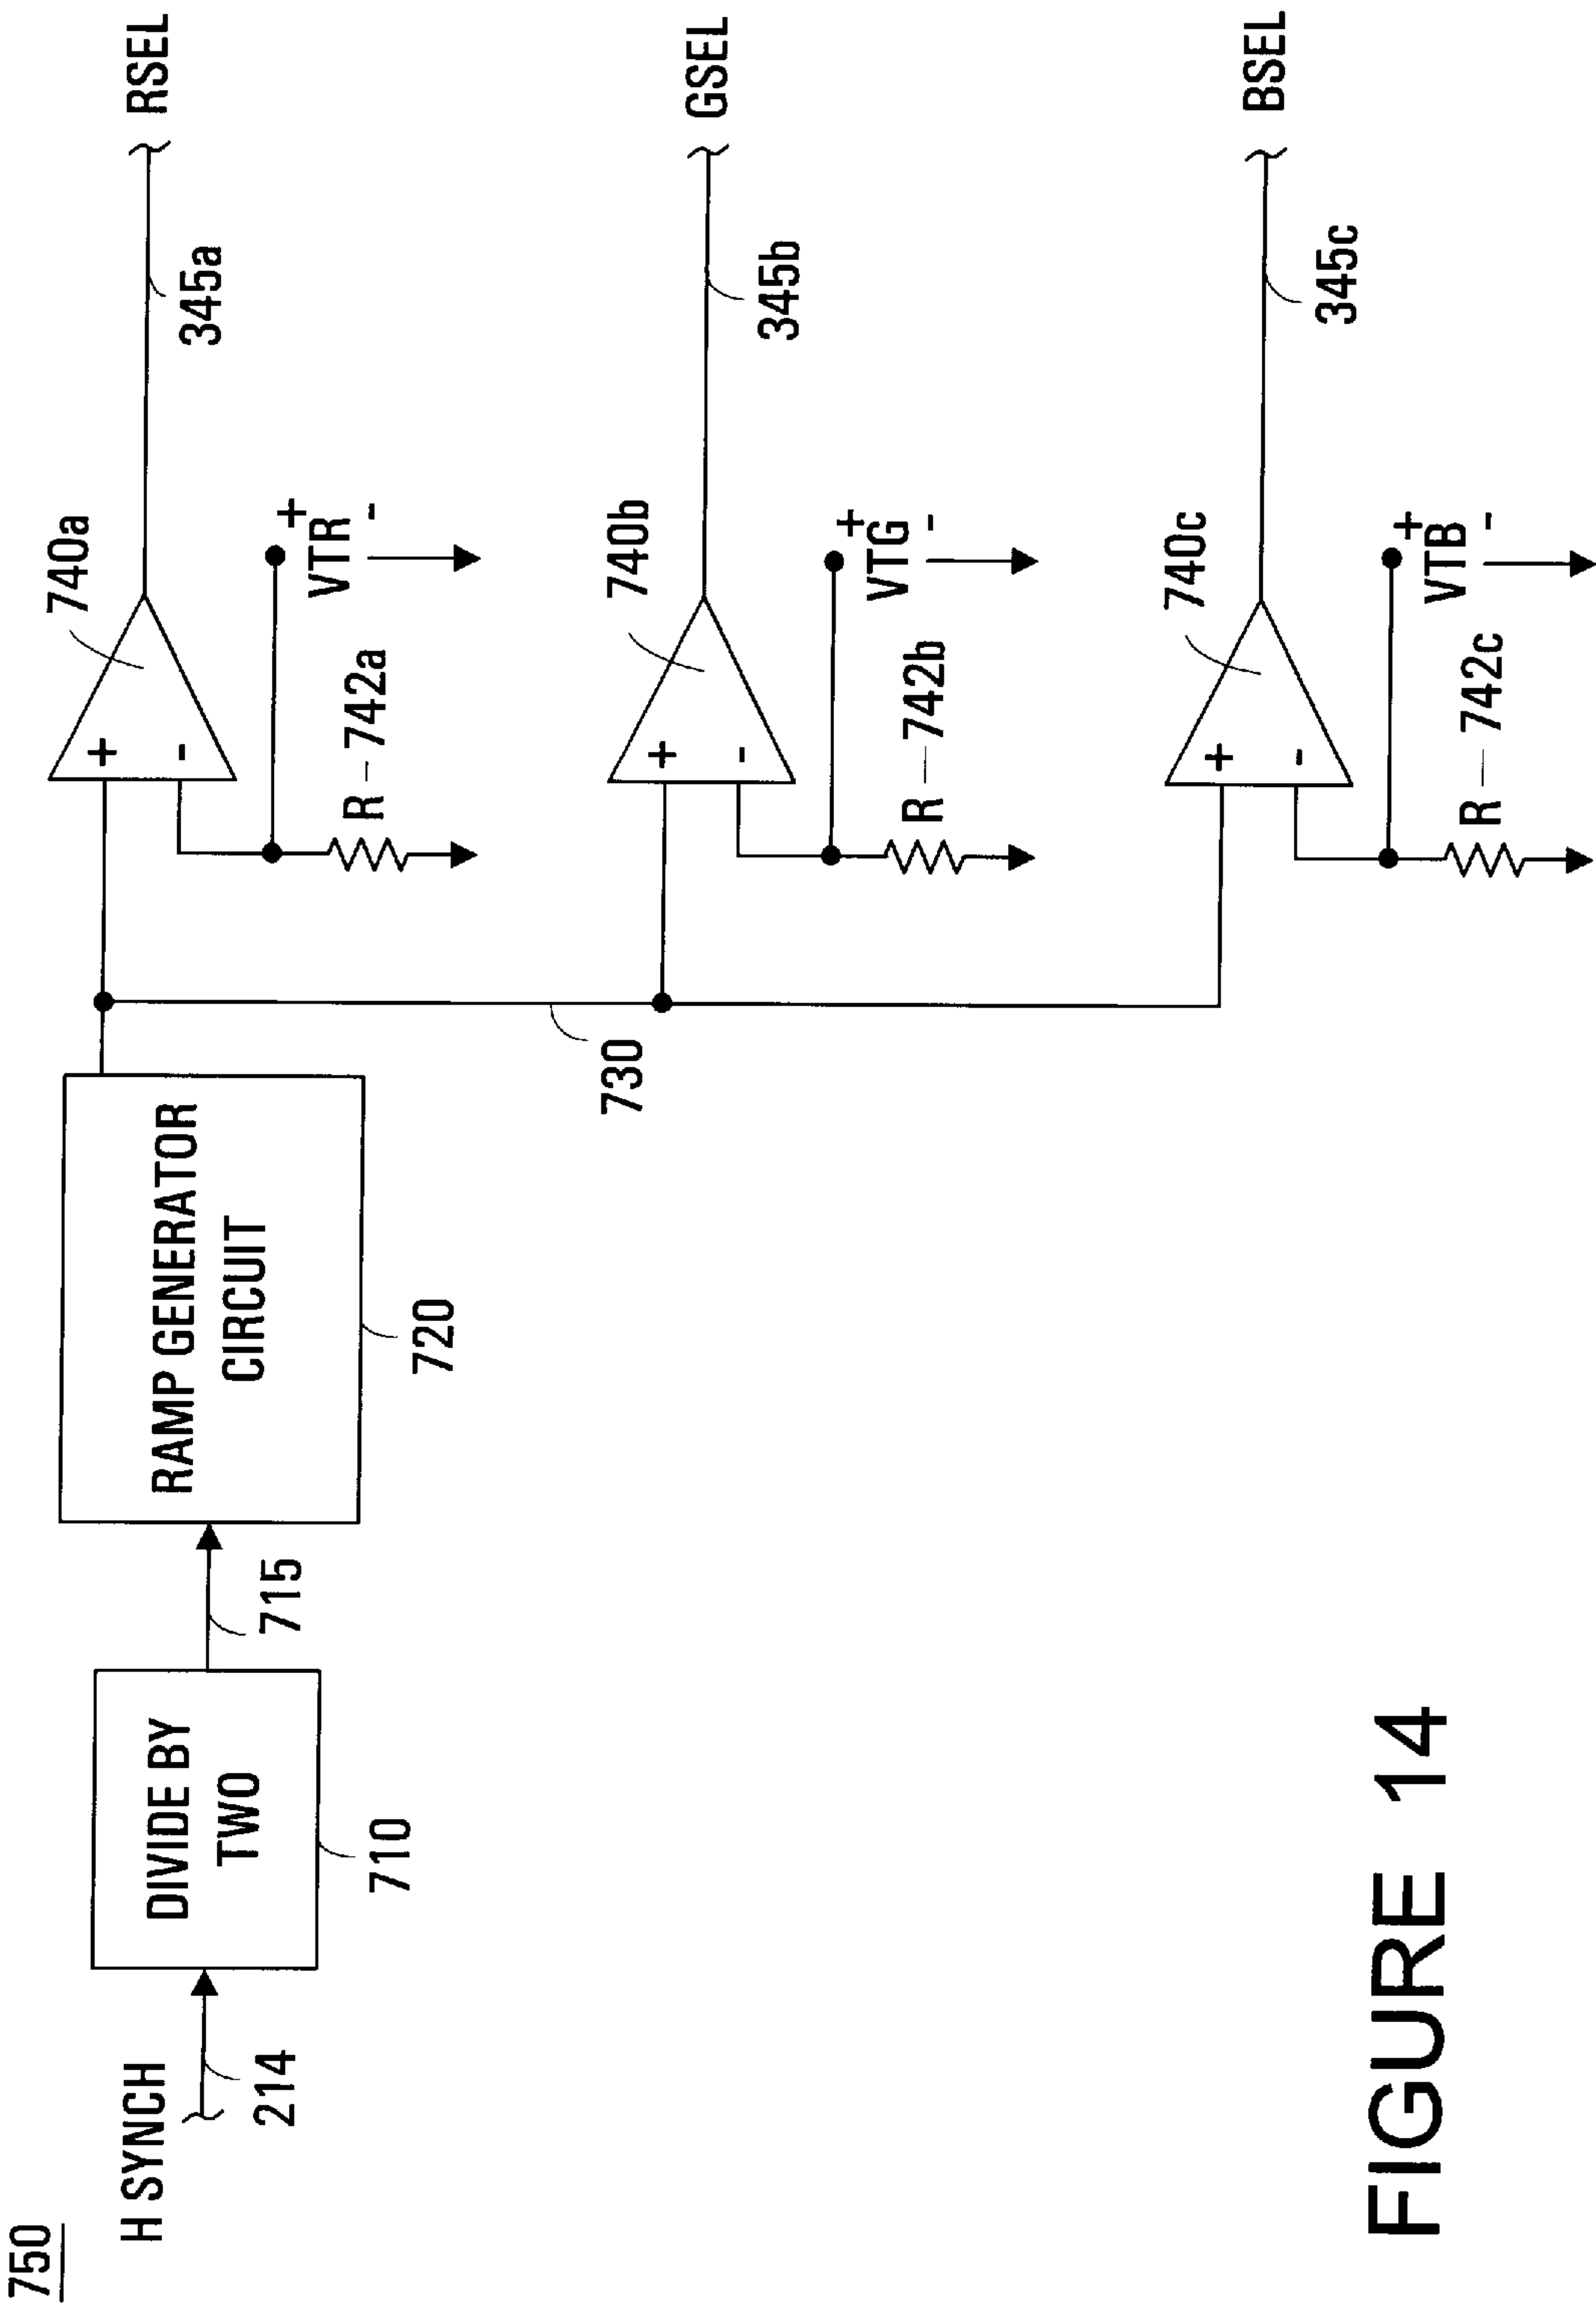 750
H SYNCH
214
DIVIDE BY
TWO
710
715
RAMP GENERATOR
CIRCUIT
720
730
740a
+
-
R
742a
+
VTR
-
345a
RSEL
740b
+
-
R
742b
+
VTG
-
345b
GSEL
740c
+
-
R
742c
+
VTB
-
345c
BSEL
FIGURE 14